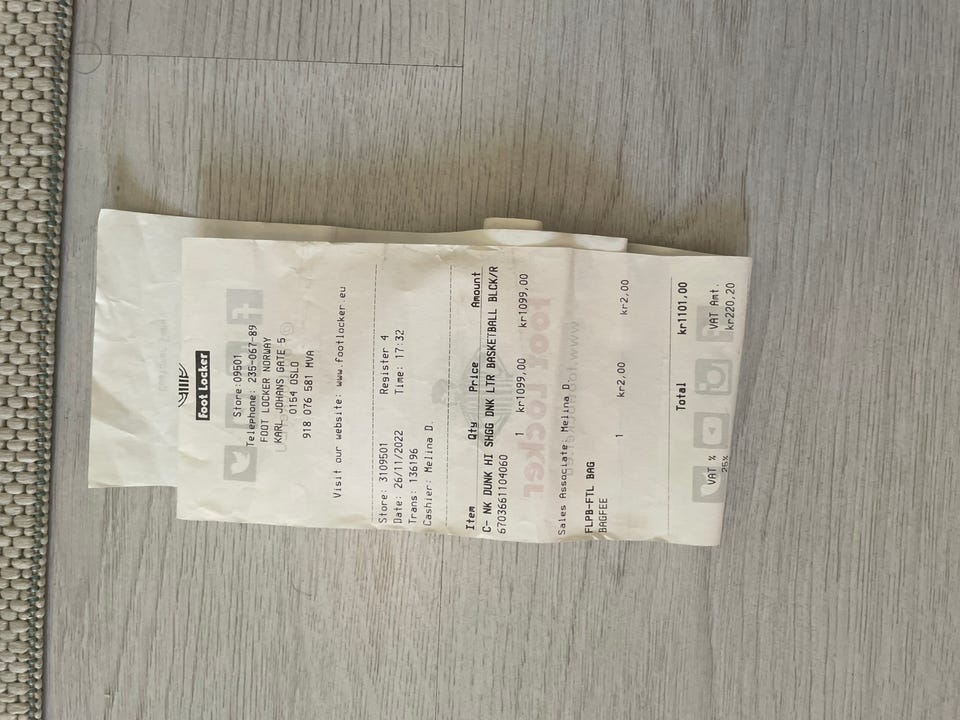 Foot Locker
Store:09501
Telephone: 235-067-89
FOOT LOCKER NORWAY
KARL JOHANS GATE 5
0154 OSLO
918 076 581 MVA
Visit our website: www.footlocker.eu
Store: 3109501 Register 4
Date: 26/11/2022 Time: 17:32
Trans: 136196
Cashier: Melina D.
Item Qty Price Amount
C- NK DUNK HI SHGG DNK LTR BASKETBALL BLCK/R
6703661104060 1 kr1099,00 kr1099,00
Sales Associate: Melina D.
FLPB-FTL BAG
BAGFEE 1 kr2,00 kr2,00
Total kr1101,00
VAT % VAT Amt.
25% kr220,20